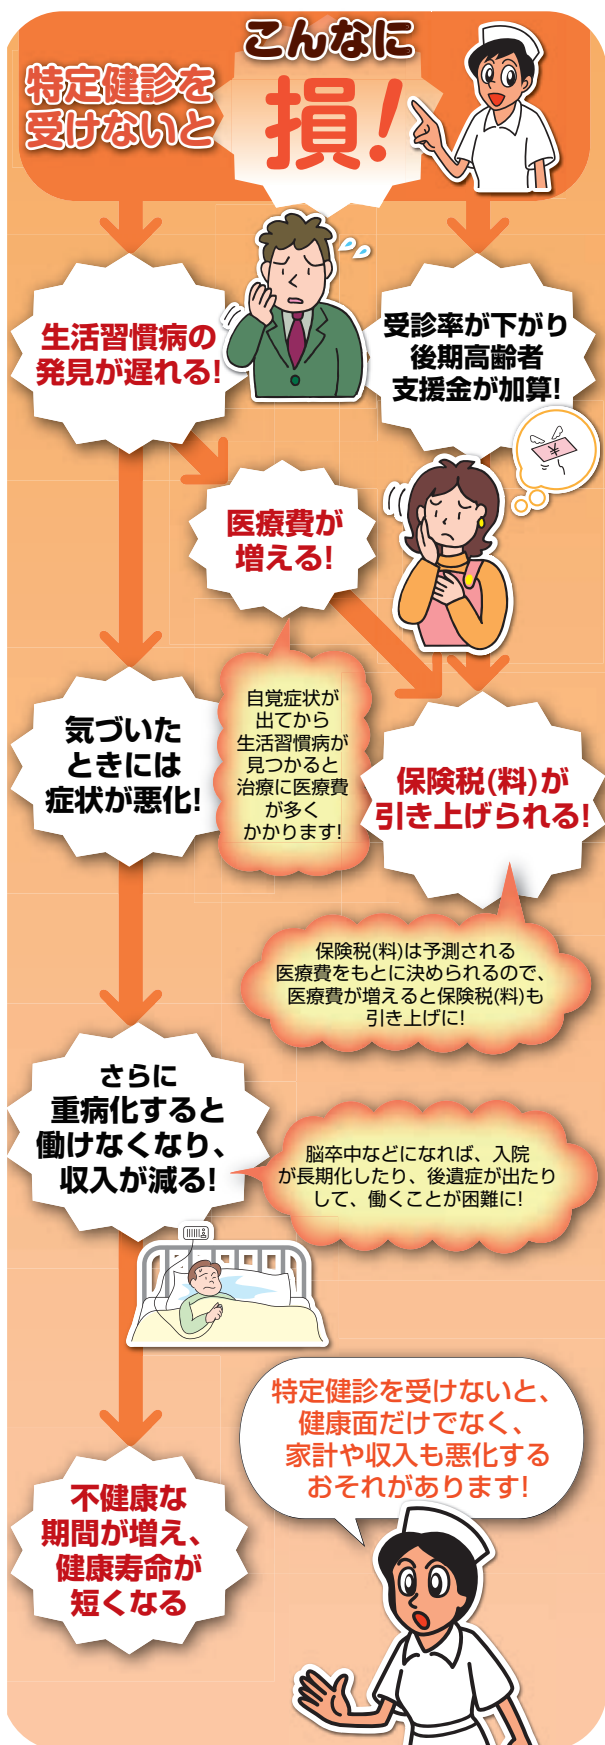 特定健診を
受けないと
こんなに
損!
生活習慣病の
発見が遅れる!
受診率が下がり
後期高齢者
支援金が加算!
¥
医療費が
増える!
自覚症状が
出てから
生活習慣病が
見つかると
治療に医療費
が多く
かかります!
気づいた
ときには
症状が悪化!
保険税(料)が
引き上げられる!
保険税(料)は予測される
医療費をもとに決められるので、
医療費が増えると保険税(料)も
引き上げに!
さらに
重病化すると
働けなくなり、
収入が減る!
脳卒中などになれば、入院
が長期化したり、後遺症が出たり
して、働くことが困難に!
特定健診を受けないと、
健康面だけでなく、
家計や収入も悪化する
おそれがあります!
不健康な
期間が増え、
健康寿命が
短くなる